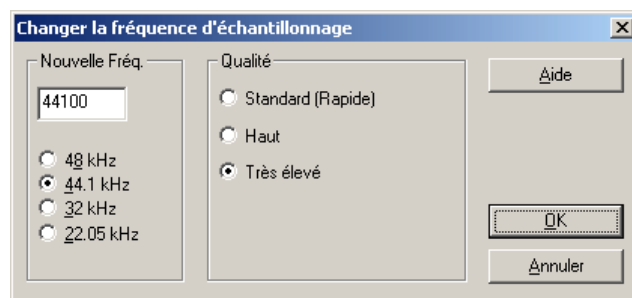 Changer la fréquence d'échantillonnage
Nouvelle Fréq.
44100
48 kHz
44.1 kHz
32 kHz
22.05 kHz
Qualité
Standard (Rapide)
Haut
Très élevé
Aide
OK
Annuler